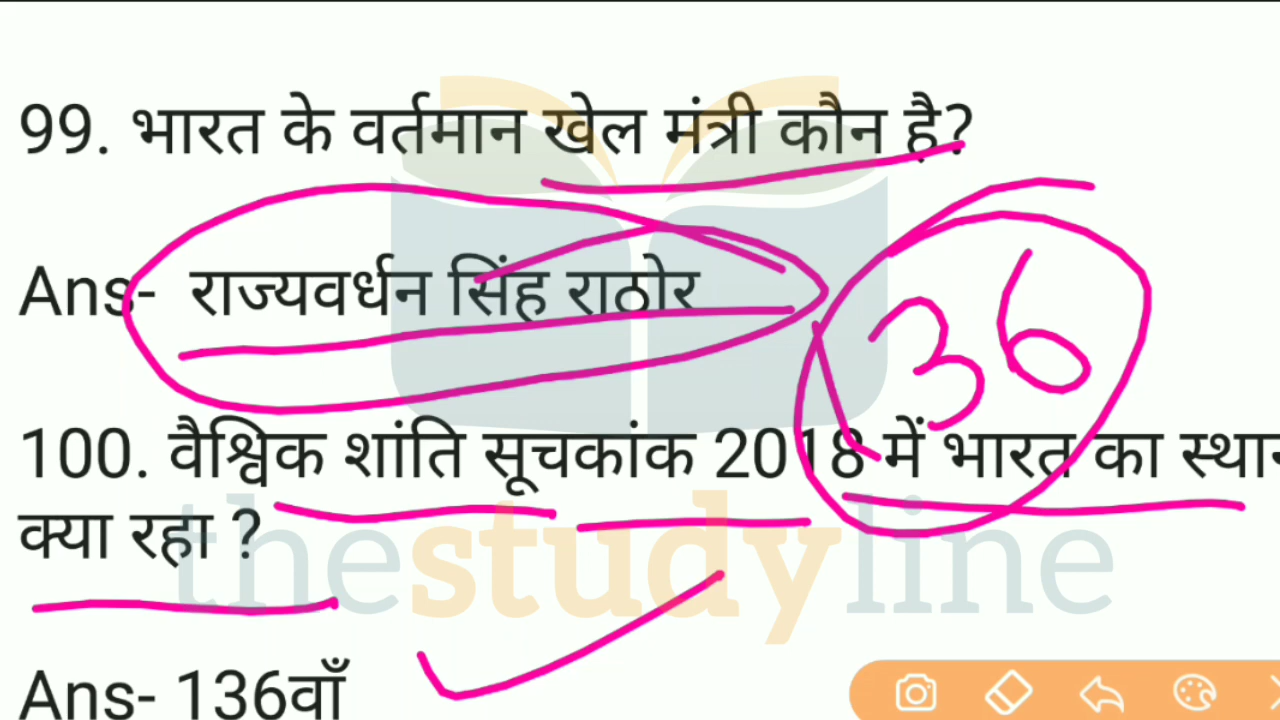 99. भारत के वर्तमान खेल मंत्री कौन है?
Ans- राज्यवर्धन सिंह राठोर
36
100. वैश्विक शांति सूचकांक 2018 में भारत का स्थान
क्या रहा ?
thestudyline
Ans- 136वाँ